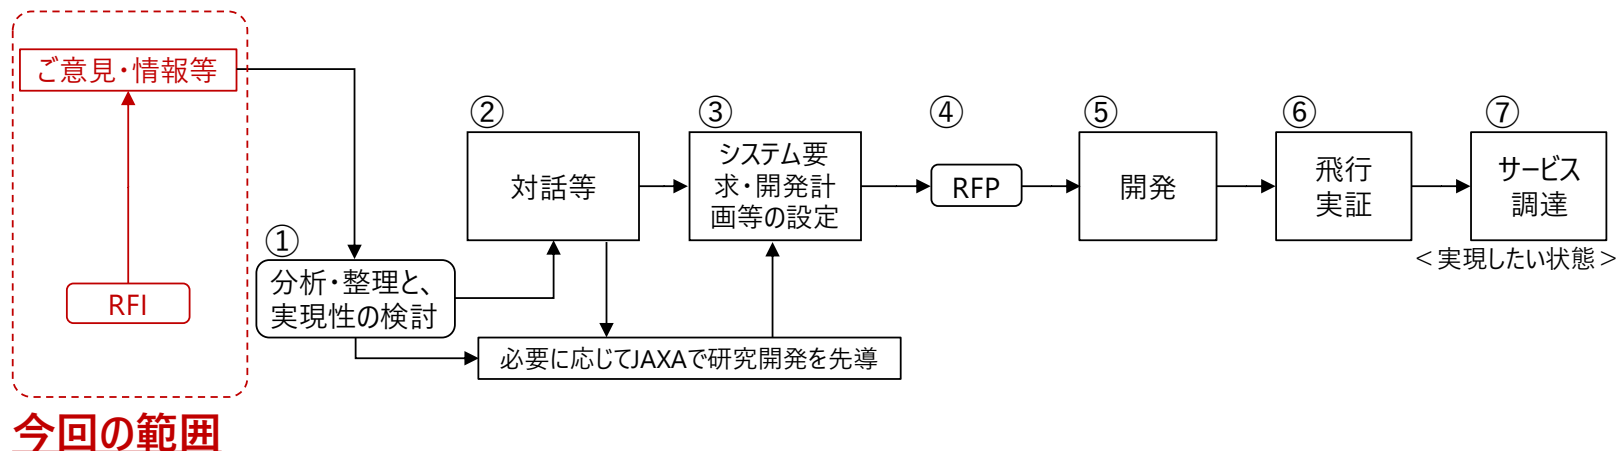 ご意見・情報等
RFI
今回の範囲
①
分析・整理と、
実現性の検討
②
対話等
必要に応じてJAXAで研究開発を先導
③
システム要
求・開発計
画等の設定
④
RFP
⑤
開発
⑥
飛行
実証
⑦
サービス
調達
＜実現したい状態＞